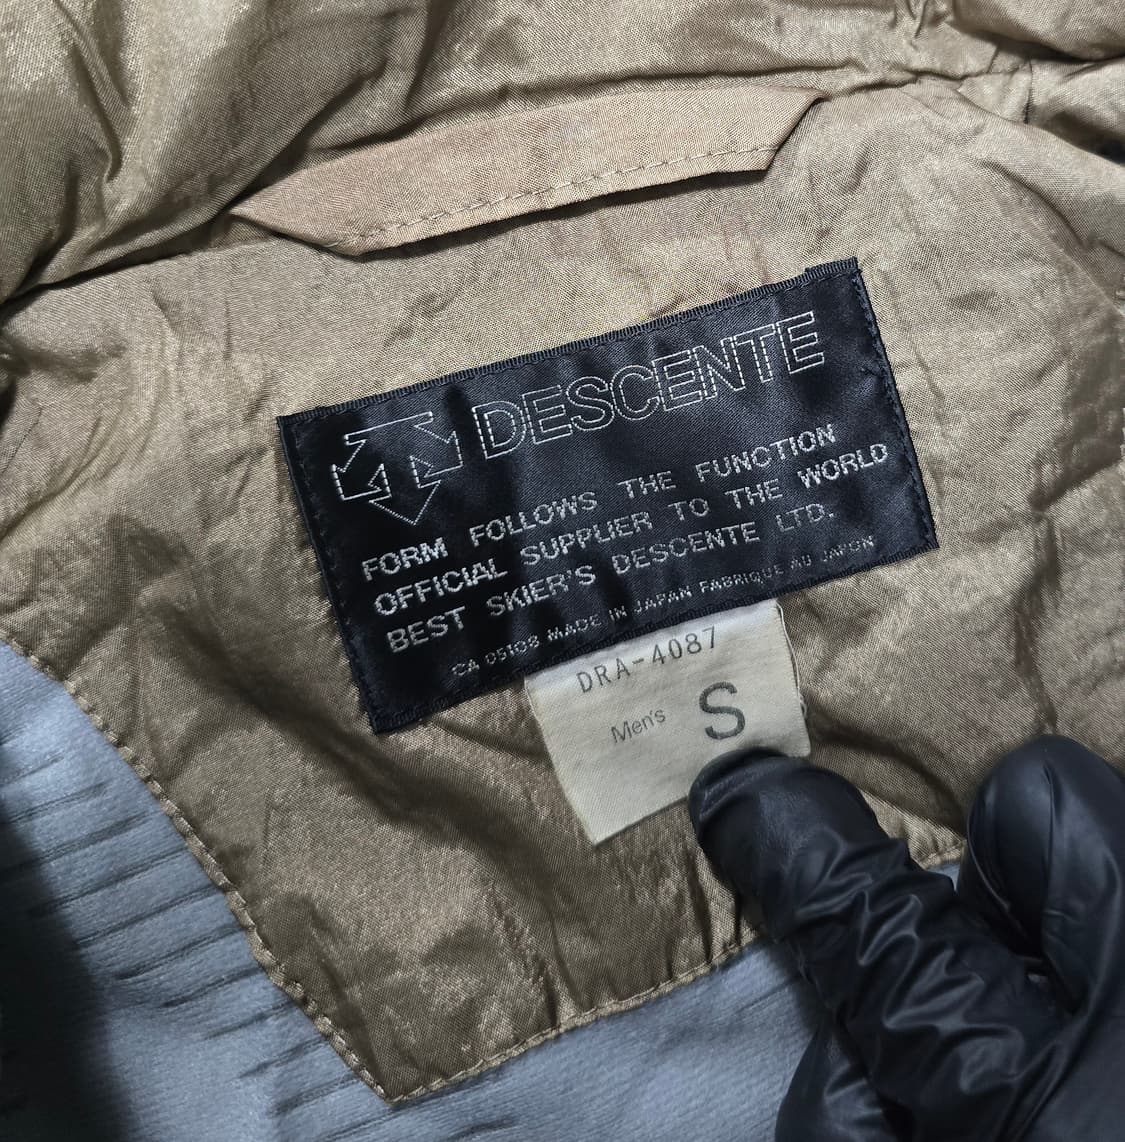 DESCENTE
FORM FOLLOWS THE FUNCTION
OFFICIAL SUPPLIER TO THE WORLD
BEST SKIER'S DESCENTE LTD.
CA 05108 MADE IN JAPAN FABRIQUE AU JAPON
DRA-4087
Men's S